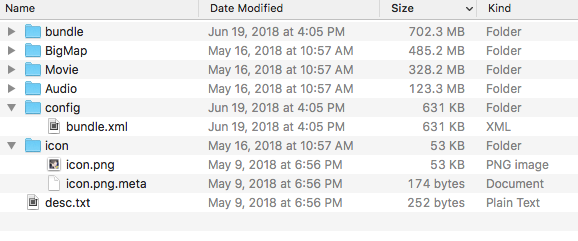 Name Date Modified Size Kind
bundle Jun 19, 2018 at 4:05 PM 702.3 MB Folder
BigMap May 16, 2018 at 10:57 AM 485.2 MB Folder
Movie May 16, 2018 at 10:57 AM 328.2 MB Folder
Audio May 16, 2018 at 10:57 AM 123.3 MB Folder
config Jun 19, 2018 at 4:05 PM 631 KB Folder
bundle.xml Jun 19, 2018 at 4:05 PM 631 KB XML
icon May 16, 2018 at 10:57 AM 53 KB Folder
icon.png May 9, 2018 at 6:56 PM 53 KB PNG image
icon.png.meta May 9, 2018 at 6:56 PM 174 bytes Document
desc.txt May 9, 2018 at 6:56 PM 252 bytes Plain Text